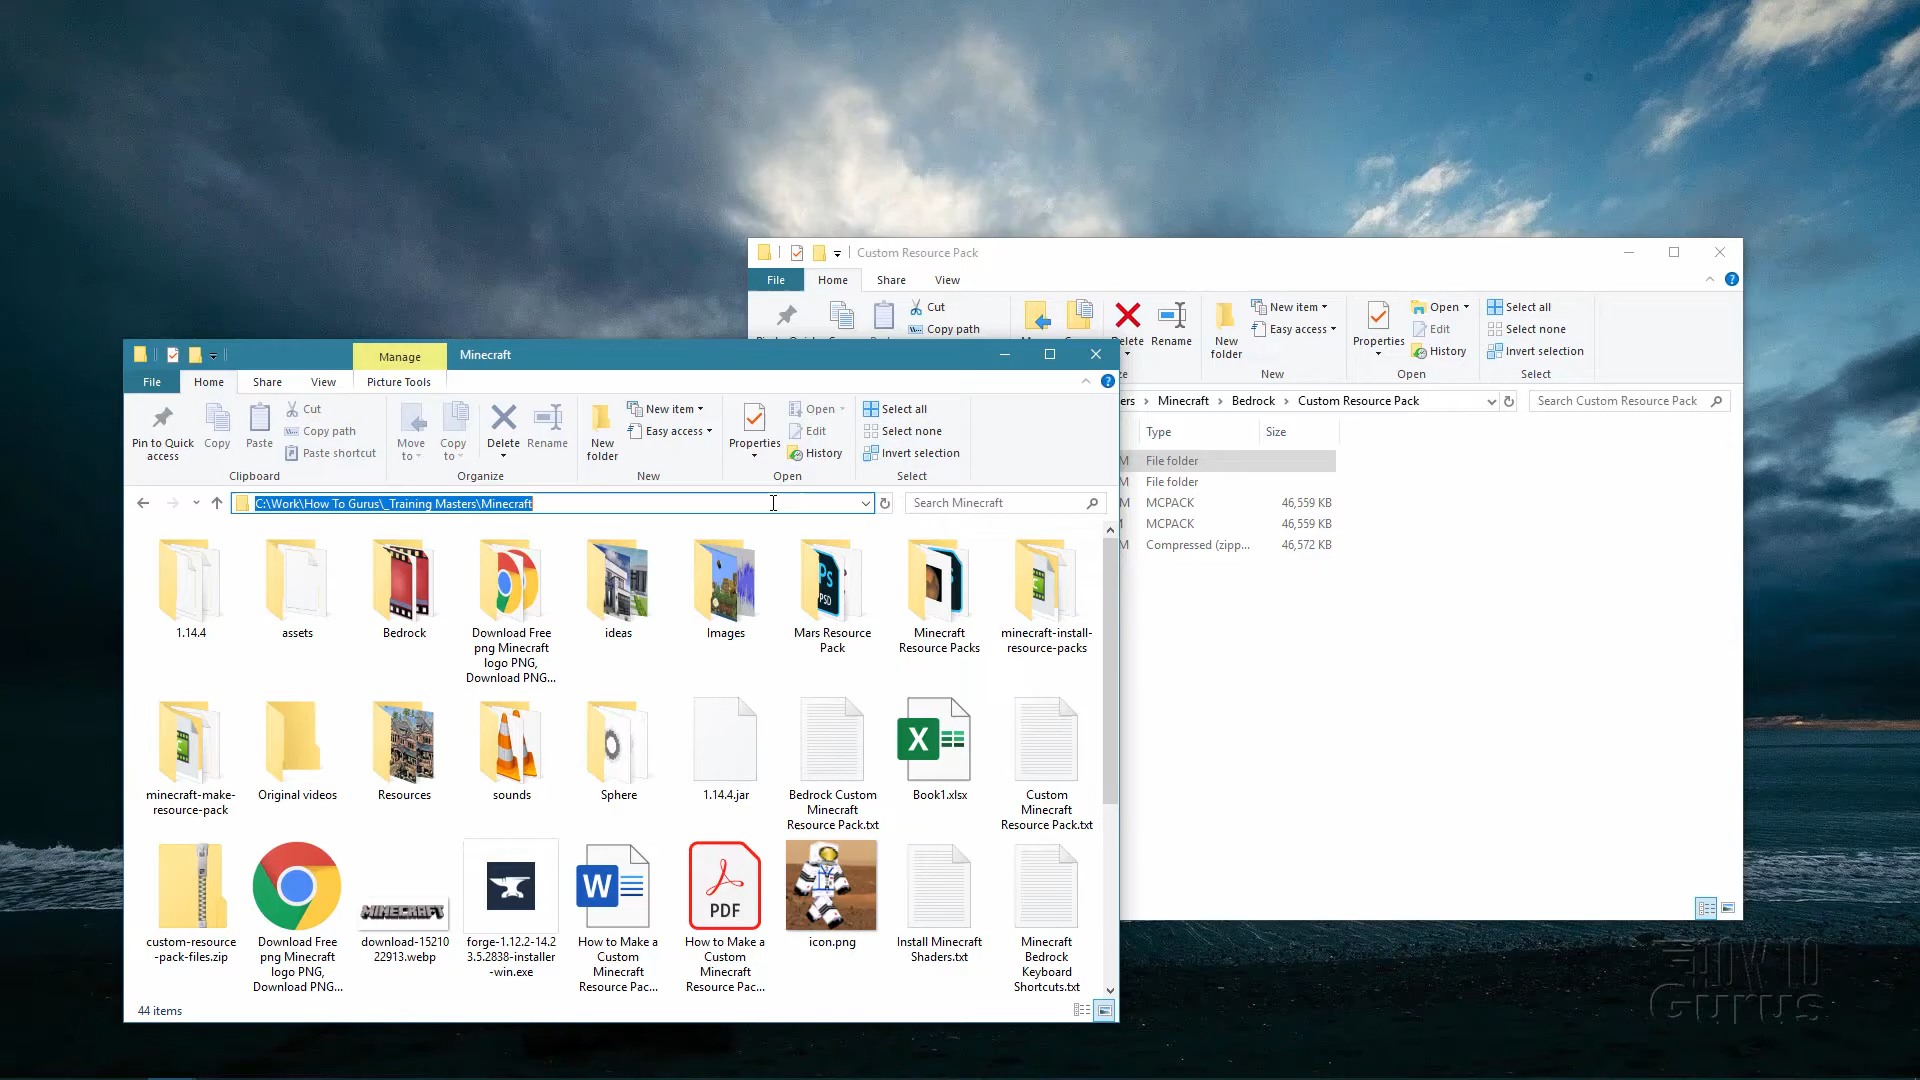 Custom Resource Pack
File
Home
Share
View
Cut
Copy path
Rename
New folder
New item
Easy access
Properties
Open
Edit
History
Select all
Select none
Invert selection
New
Open
Select
Minecraft
Bedrock
Custom Resource Pack
Search Custom Resource Pack
Type
Size
File folder
File folder
MCPACK
46,559 KB
MCPACK
46,559 KB
Compressed (zipp...
46,572 KB
Manage
Minecraft
File
Home
Share
View
Picture Tools
Pin to Quick access
Copy
Paste
Cut
Copy path
Paste shortcut
Move to
Copy to
Delete
Rename
New folder
New item
Easy access
Properties
Open
Edit
History
Select all
Select none
Invert selection
Clipboard
Organize
New
Open
Select
C:\Work\How To Gurus\_Training Masters\Minecraft
Search Minecraft
1.14.4
assets
Bedrock
Download Free
png Minecraft
logo PNG,
Download PNG...
ideas
Images
Mars Resource
Pack
Minecraft
Resource Packs
minecraft-install-
resource-packs
minecraft-make-
resource-pack
Original videos
Resources
sounds
Sphere
1.14.4.jar
Bedrock Custom
Minecraft
Resource Pack.txt
Book1.xlsx
Custom
Minecraft
Resource Pack.txt
custom-resource
-pack-files.zip
Download Free
png Minecraft
logo PNG,
Download PNG...
MINECRAFT
download-15210
22913.webp
forge-1.12.2-14.2
3.5.2838-installer
-win.exe
How to Make a
Custom
Minecraft
Resource Pac...
PDF
How to Make a
Custom
Minecraft
Resource Pac...
icon.png
Install Minecraft
Shaders.txt
Minecraft
Bedrock
Keyboard
Shortcuts.txt
44 items
HOW TO
GURUS